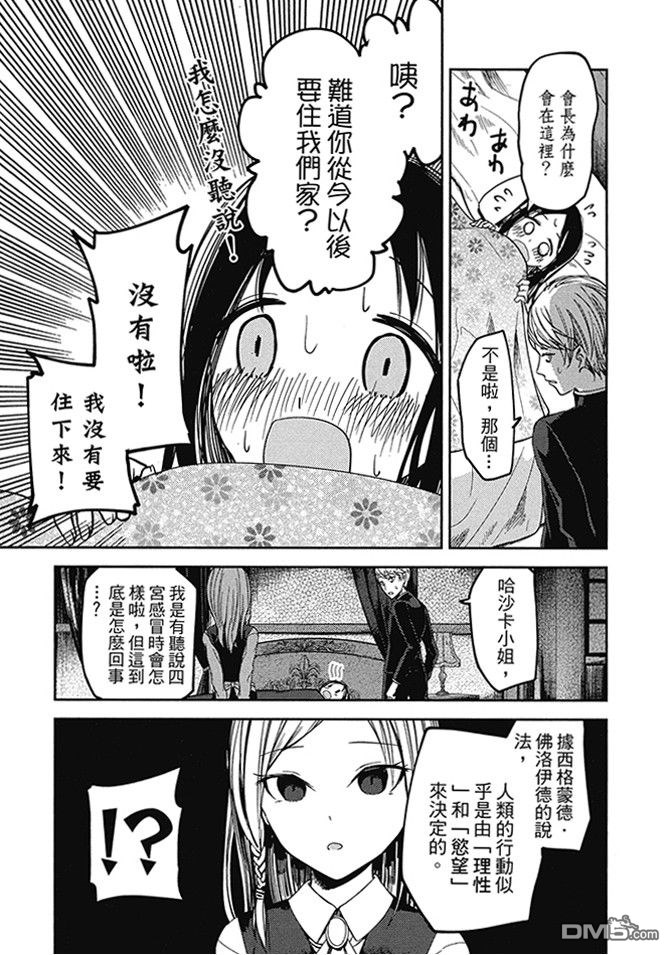 會長為什麼
會在這裡?
あわ
あわ
不是啦,那個…
咦?
難道你從今以後
要住我們家?
我怎麼沒聽說!
沒有啦!
我沒有要
住下來!
哈沙卡小姐,
我是有聽說四
宮感冒時會怎
樣啦,但這到
底是怎麼回事
…?
據西格蒙德·
佛洛伊德的說
法,
人類的行動似
乎是由「理性
」和「慾望」
來決定的。
!?
DM5.com